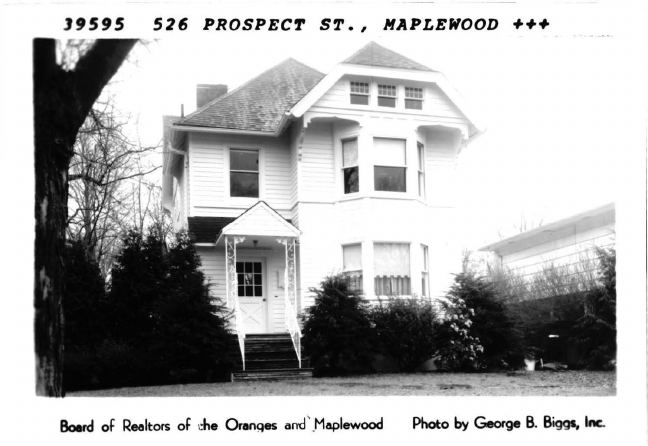 39595 526 PROSPECT ST., MAPLEWOOD +++
Board of Realtors of the Oranges and Maplewood Photo by George B. Biggs, Inc.